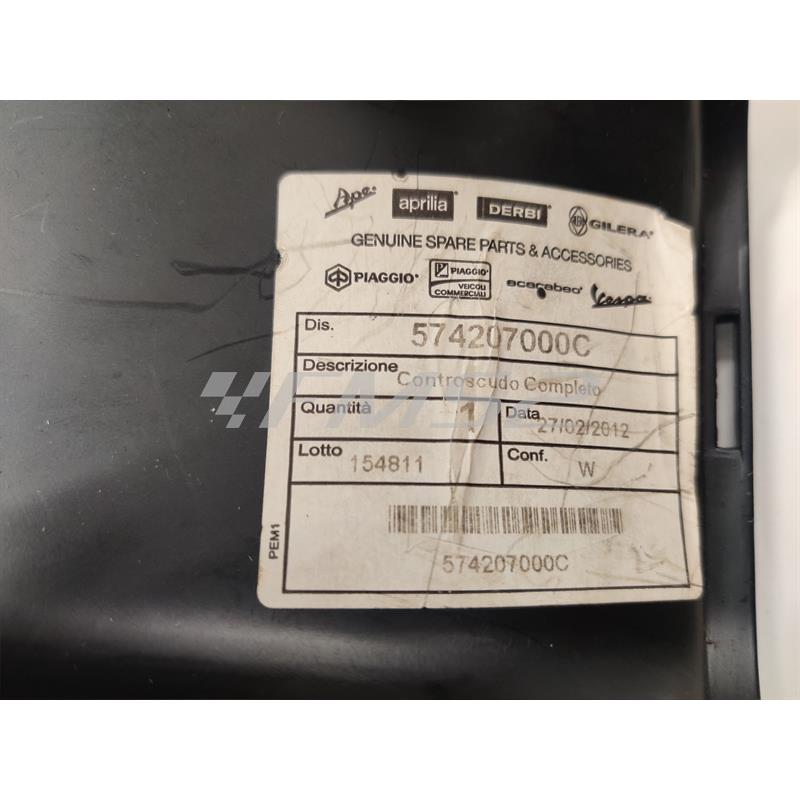 Ape
aprilia DERBI GILERA
GENUINE SPARE PARTS & ACCESSORIES
PIAGGIO PIAGGIO VEICOLI COMMERCIALI scarabeo Vespa
Dis. 574207000C
Descrizione Controscudo Completo
Quantità 1 Data 27/02/2012
Lotto 154811 Conf. W
574207000C
PEM1